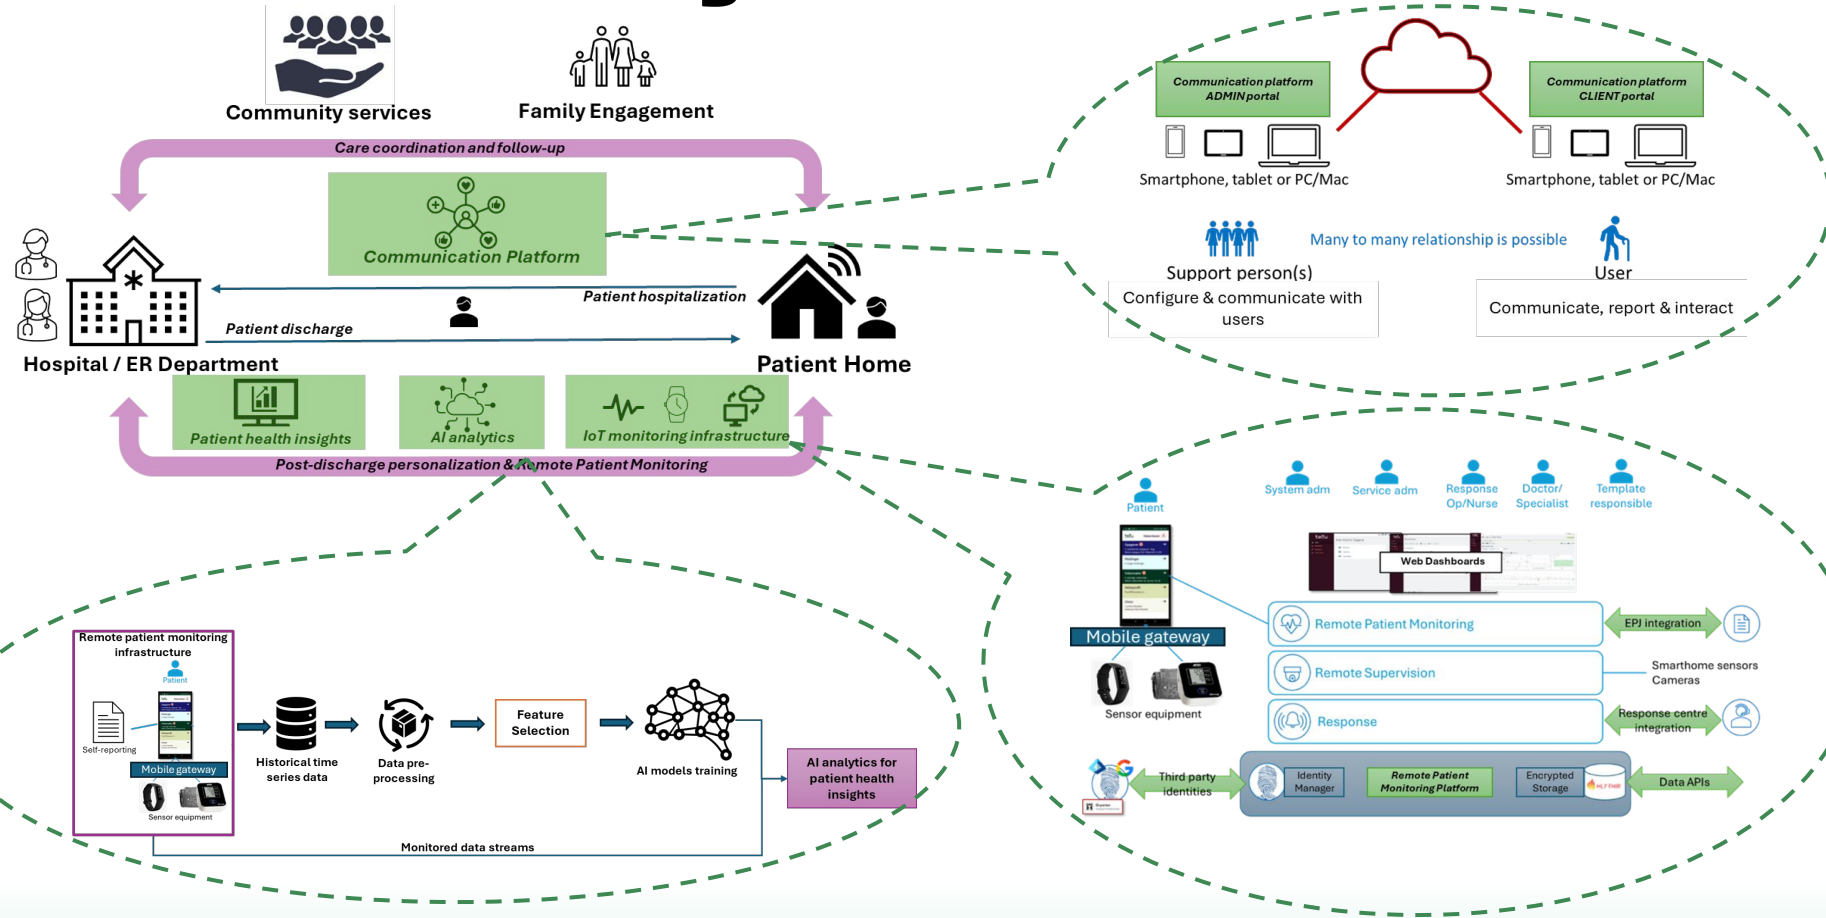 Community services
Family Engagement
Care coordination and follow-up
Communication Platform
Patient hospitalization
Patient discharge
Hospital / ER Department
Patient Home
Patient health insights
AI analytics
IoT monitoring infrastructure
Post-discharge personalization & Remote Patient Monitoring
Communication platform
ADMIN portal
Communication platform
CLIENT portal
Smartphone, tablet or PC/Mac
Smartphone, tablet or PC/Mac
Many to many relationship is possible
Support person(s)
User
Configure & communicate with
users
Communicate, report & interact
Patient
System adm
Service adm
Response
Op/Nurse
Doctor/
Specialist
Template
responsible
Web Dashboards
Mobile gateway
Sensor equipment
Remote Patient Monitoring
EPJ integration
Remote Supervision
Smarthome sensors
Cameras
Response
Response centre
integration
Third party
identities
Identity
Manager
Remote Patient
Monitoring Platform
Encrypted
Storage
HL7 FHIR
Data APIs
Remote patient monitoring
infrastructure
Patient
Self-reporting
Mobile gateway
Sensor equipment
Historical time
series data
Data pre-
processing
Feature
Selection
AI models training
AI analytics for
patient health
insights
Monitored data streams